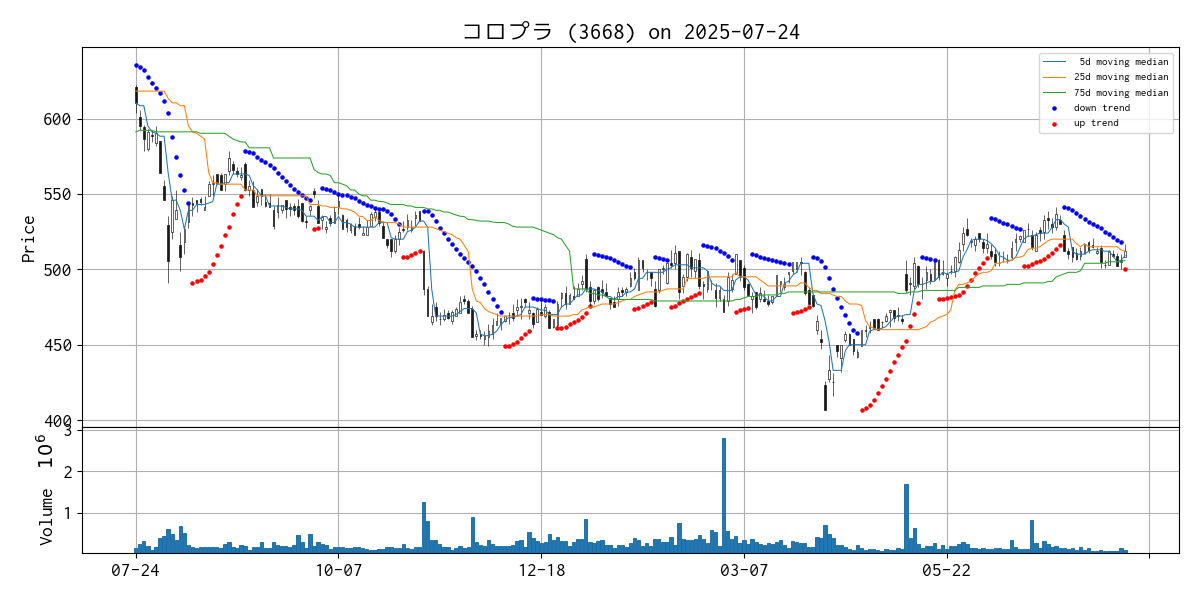 コロプラ (3668) on 2025-07-24
5d moving median
25d moving median
75d moving median
down trend
up trend
Price
600
550
500
450
400
Volume 10^6
3
2
1
07-24 10-07 12-18 03-07 05-22